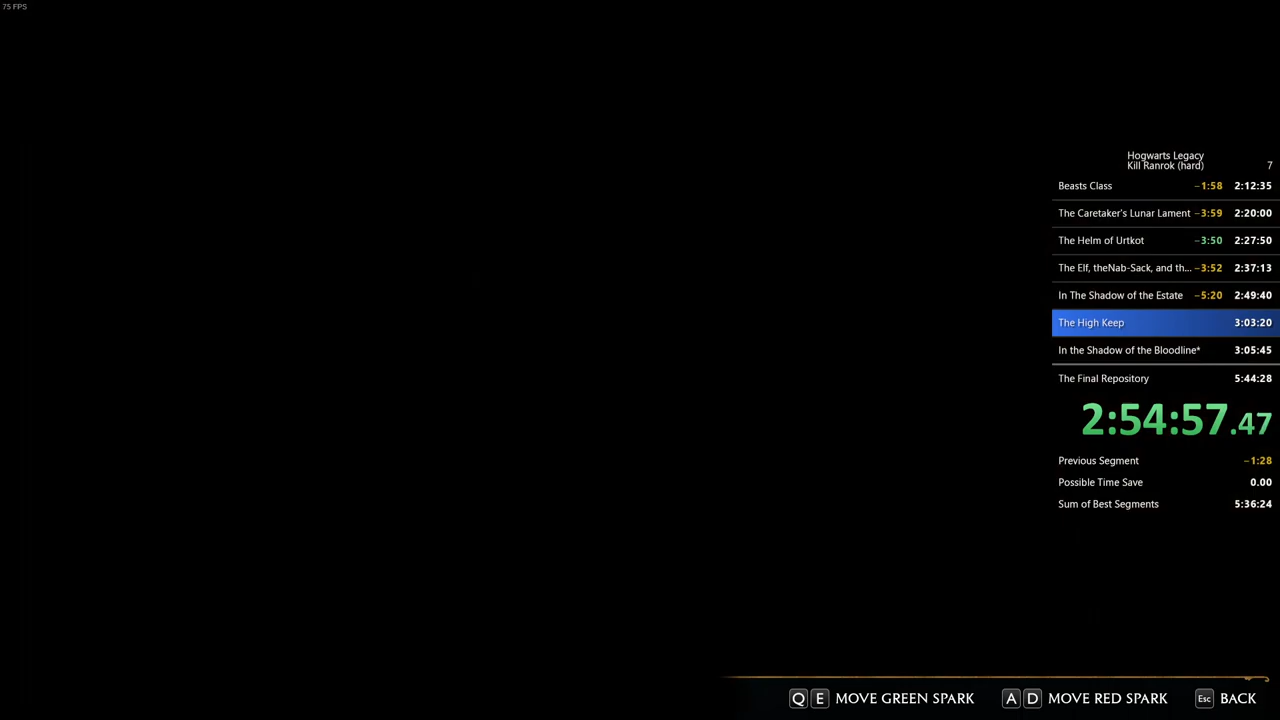 75 FPS
Hogwarts Legacy
Kill Ranrok (hard) 7
Beasts Class −1:58 2:12:35
The Caretaker's Lunar Lament −3:59 2:20:00
The Helm of Urtkot −3:50 2:27:50
The Elf, theNab-Sack, and th... −3:52 2:37:13
In The Shadow of the Estate −5:20 2:49:40
The High Keep 3:03:20
In the Shadow of the Bloodline* 3:05:45
The Final Repository 5:44:28
2:54:57.47
Previous Segment −1:28
Possible Time Save 0.00
Sum of Best Segments 5:36:24
Q E MOVE GREEN SPARK A D MOVE RED SPARK Esc BACK